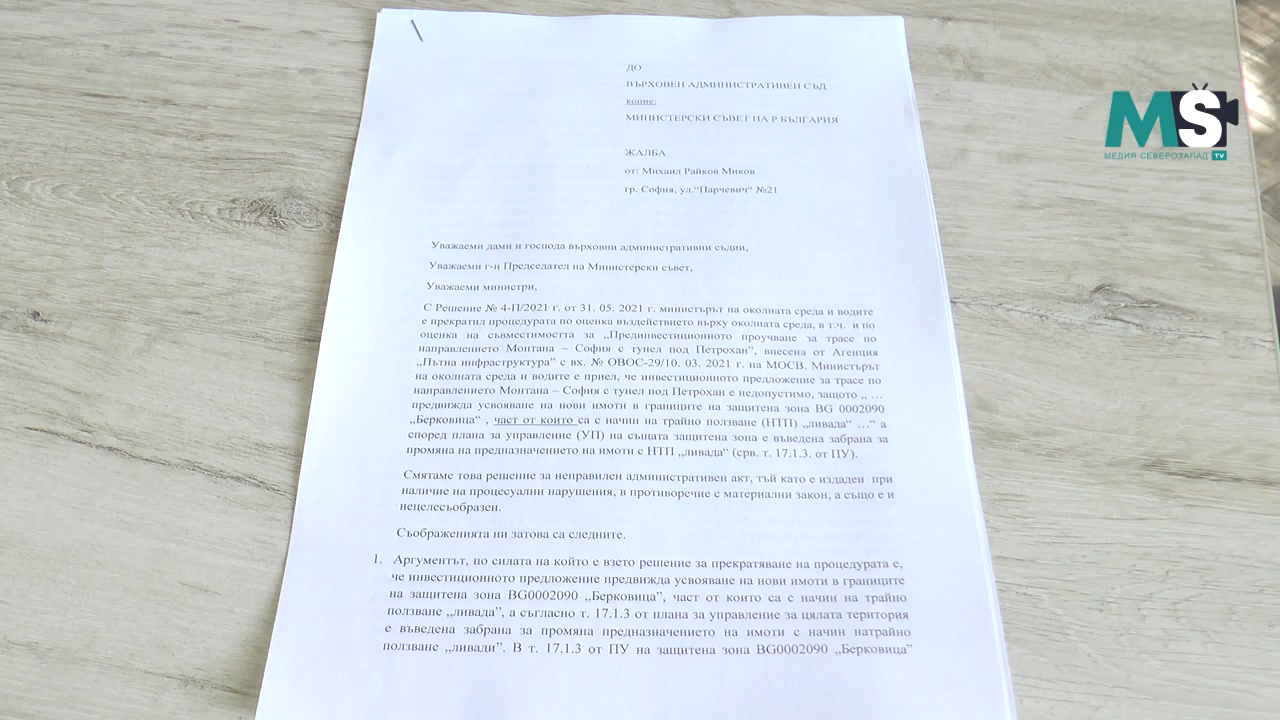 ДО
ВЪРХОВЕН АДМИНИСТРАТИВЕН СЪД
копие:
МИНИСТЕРСКИ СЪВЕТ НА Р БЪЛГАРИЯ
ЖАЛБА
от: Михаил Райков Миков
гр. София, ул.“Парчевич“ №21
Уважаеми дами и господа върховни административни съдии,
Уважаеми г-н Председател на Министерски съвет,
Уважаеми министри,
С Решение № 4-П/2021 г. от 31. 05. 2021 г. министърът на околната среда и водите
е прекратил процедурата по оценка въздействието върху околната среда, в т.ч. и по
оценка на съвместимостта за „Прединвестиционното проучване за трасе по
направлението Монтана – София с тунел под Петрохан”, внесена от Агенция
„Пътна инфраструктура” с вх. № ОВОС-29/10. 03. 2021 г. на МОСВ. Министърът
на околната среда и водите е приел, че инвестиционното предложение за трасе по
направлението Монтана – София с тунел под Петрохан е недопустимо, защото „ …
предвижда усвояване на нови имоти в границите на защитена зона BG 0002090
„Берковица“ , част от които са с начин на трайно ползване (НТП) „ливада“ …“ а
според плана за управление (УП) на същата защитена зона е въведена забрана за
промяна на предназначението на имоти с НТП „ливада“ (срв. т. 17.1.3. от ПУ).
Смятаме това решение за неправилен административен акт, тъй като е издаден при
наличие на процесуални нарушения, в противоречие с материални закон, а също е и
нецелесъобразен.
Съображенията ни затова са следните.
1. Аргументът, по силата на който е взето решение за прекратяване на процедурата е,
че инвестиционното предложение предвижда усвояване на нови имоти в границите
на защитена зона BG0002090 „Берковица”, част от които са с начин на трайно
ползване „ливада”, а съгласно т. 17.1.3 от плана за управление за цялата територия
е въведена забрана за промяна предназначението на имоти с начин натрайно
ползване „ливади”. В т. 17.1.3 от ПУ на защитена зона BG0002090 „Берковица”
MS
МЕДИЯ СЕВЕРОЗАПАД TV